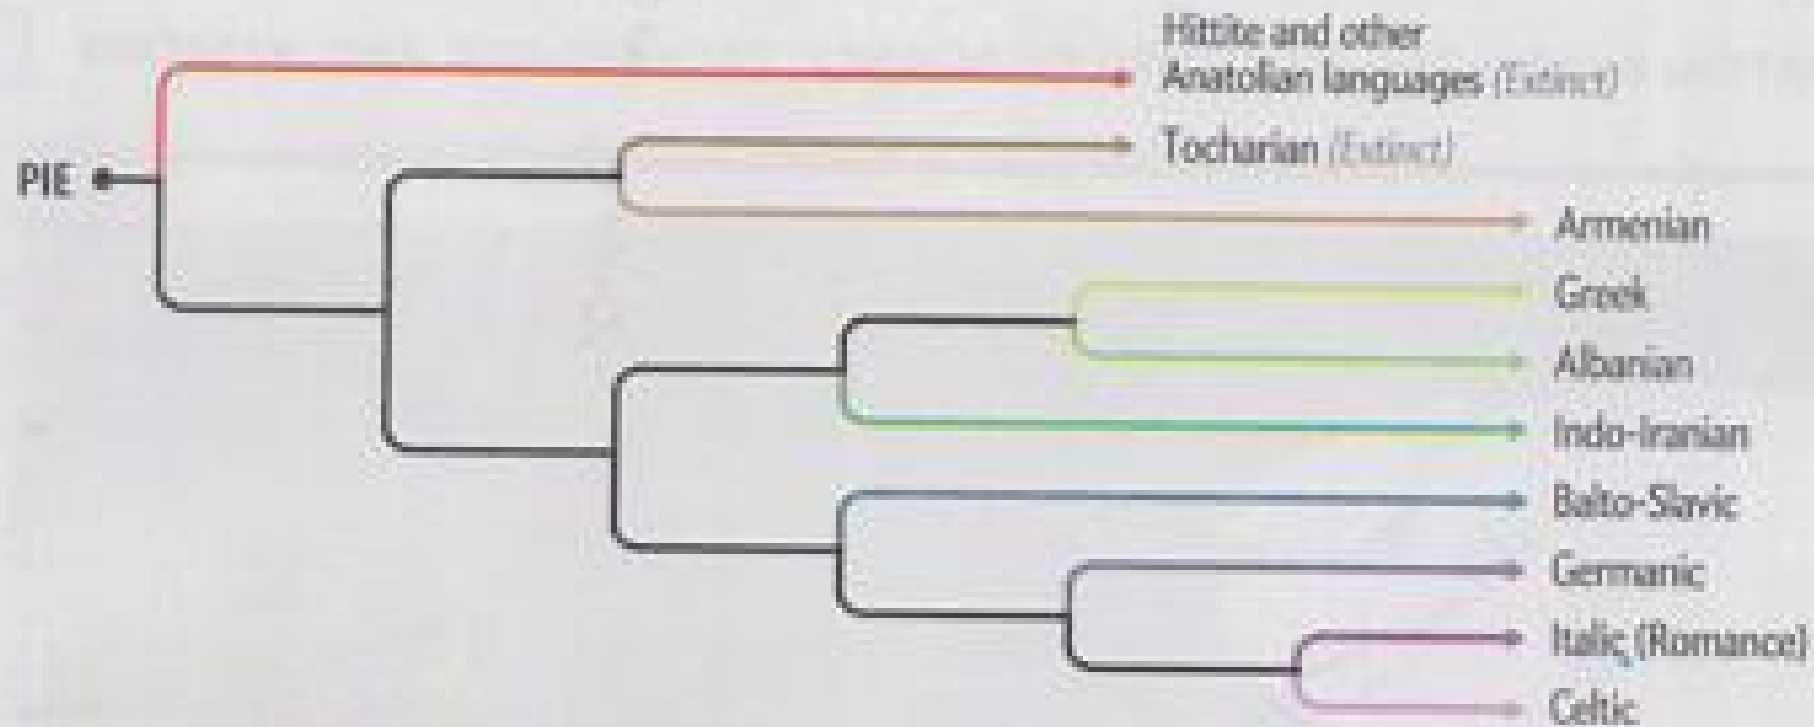 Hittite and other
Anatolian languages (Extinct)
Tocharian (Extinct)
PIE
Armenian
Greek
Albanian
Indo-Iranian
Balto-Slavic
Germanic
Italic (Romance)
Celtic